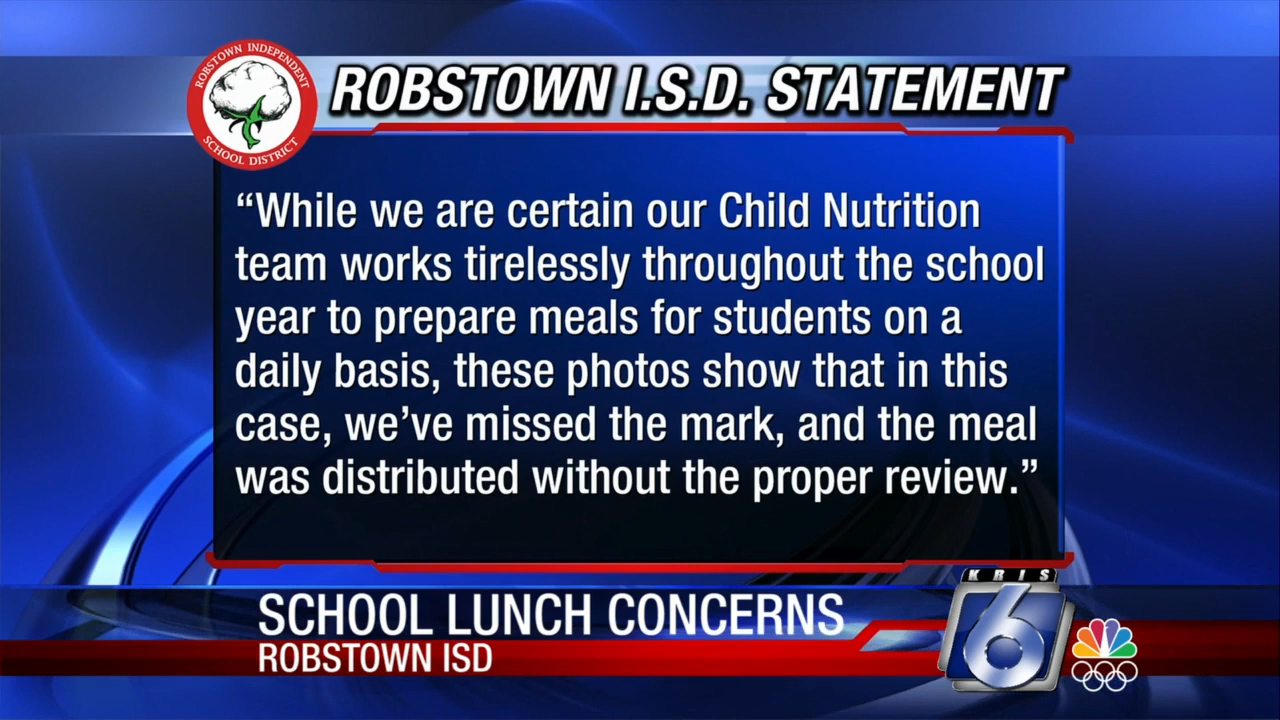 ROBSTOWN INDEPENDENT
SCHOOL DISTRICT
ROBSTOWN I.S.D. STATEMENT
“While we are certain our Child Nutrition
team works tirelessly throughout the school
year to prepare meals for students on a
daily basis, these photos show that in this
case, we’ve missed the mark, and the meal
was distributed without the proper review.”
SCHOOL LUNCH CONCERNS
ROBSTOWN ISD
KRIS
6